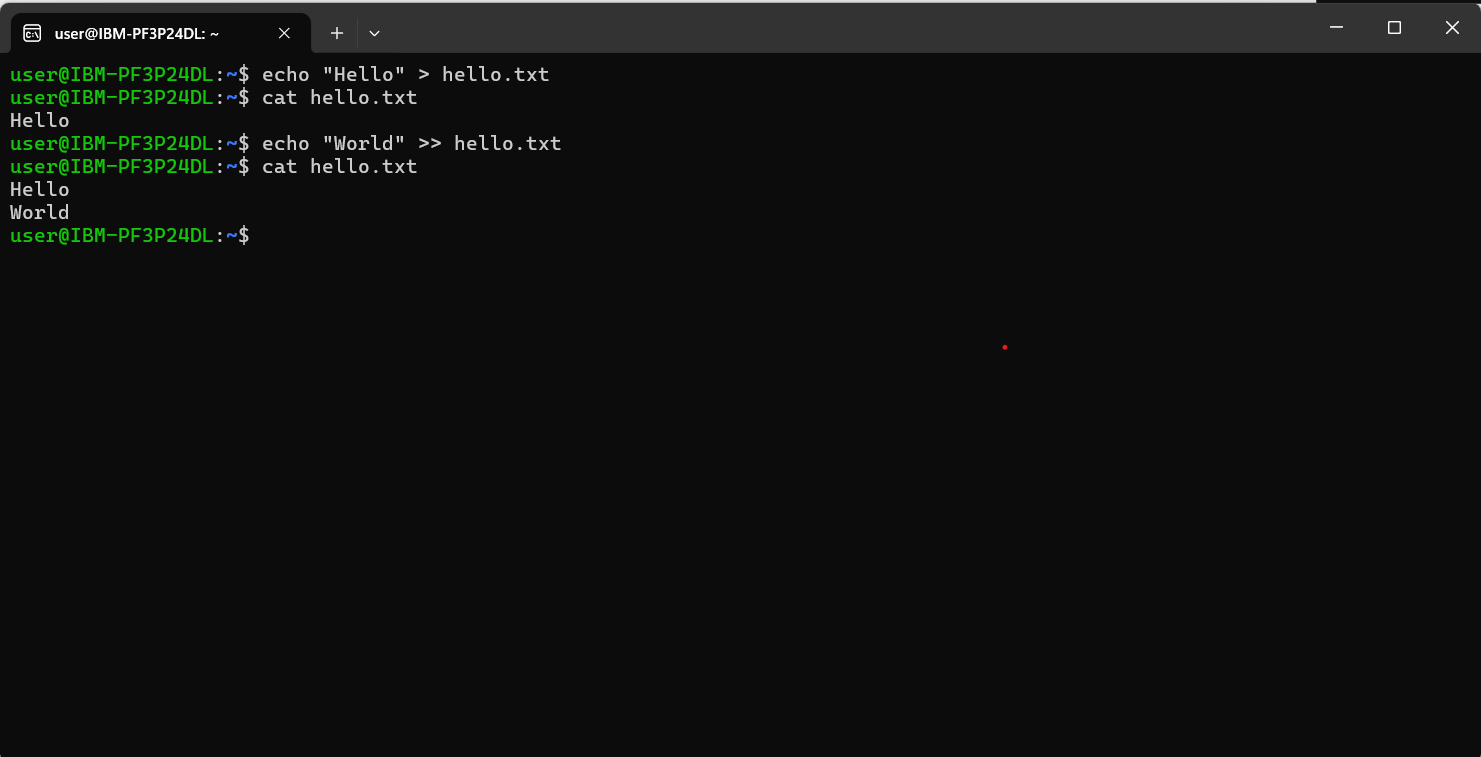 user@IBM-PF3P24DL: ~
user@IBM-PF3P24DL:~$ echo "Hello" > hello.txt
user@IBM-PF3P24DL:~$ cat hello.txt
Hello
user@IBM-PF3P24DL:~$ echo "World" >> hello.txt
user@IBM-PF3P24DL:~$ cat hello.txt
Hello
World
user@IBM-PF3P24DL:~$